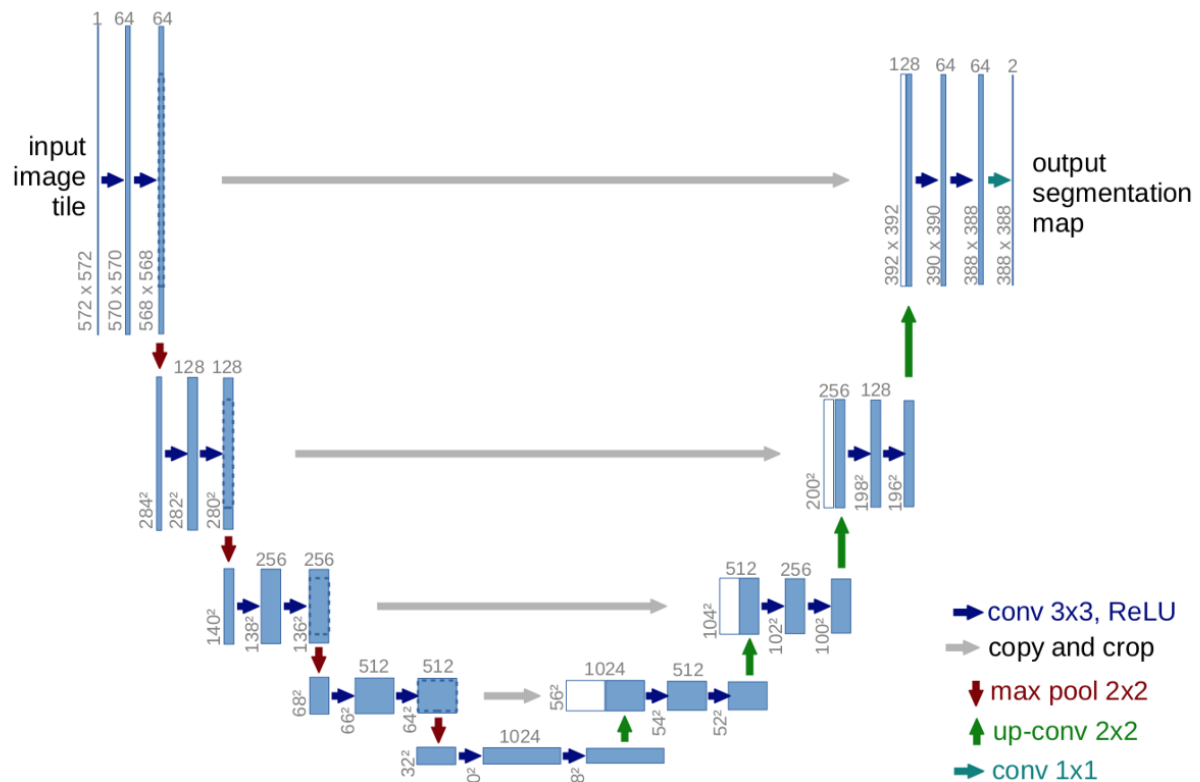 1 64 64
128 64 64 2
input
image
tile
output
segmentation
map
572 x 572
570 x 570
568 x 568
392 x 392
390 x 390
388 x 388
388 x 388
128 128
256 128
284²
282²
280²
200²
198²
196²
256 256
512 256
140²
138²
136²
104²
102²
100²
512 512
1024 512
68²
66²
64²
56²
54²
52²
1024
32²
conv 3x3, ReLU
copy and crop
max pool 2x2
up-conv 2x2
conv 1x1